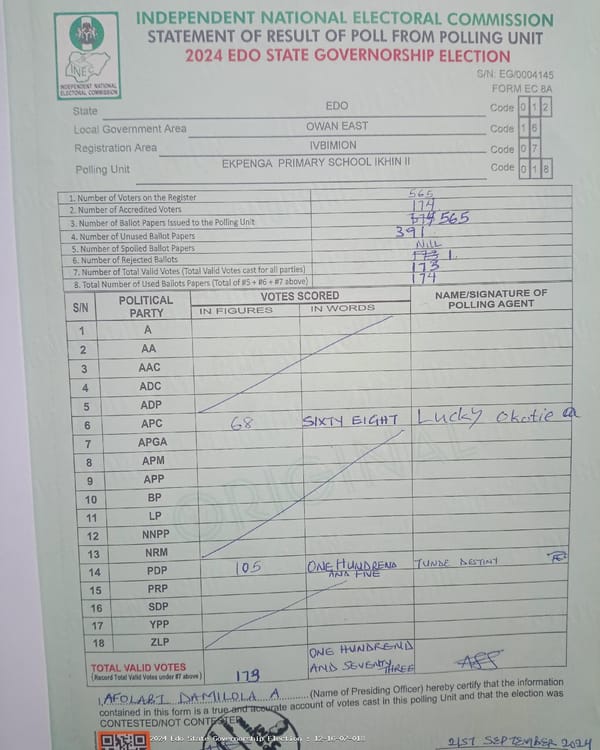 INDEPENDENT NATIONAL ELECTORAL COMMISSION
STATEMENT OF RESULT OF POLL FROM POLLING UNIT
2024 EDO STATE GOVERNORSHIP ELECTION
INEC
INDEPENDENT NATIONAL
ELECTORAL COMMISSION
S/N: EG/0004145
FORM EC 8A
State EDO Code 0 1 2
Local Government Area OWAN EAST Code 1 6
Registration Area IVBIMION Code 0 7
Polling Unit EKPENGA PRIMARY SCHOOL IKHIN II Code 0 1 8
1. Number of Voters on the Register 565
2. Number of Accredited Voters 174
3. Number of Ballot Papers Issued to the Polling Unit 565
4. Number of Unused Ballot Papers 391
5. Number of Spoiled Ballot Papers NILL
6. Number of Rejected Ballots 1
7. Number of Total Valid Votes (Total Valid Votes cast for all parties) 173
8. Total Number of Used Ballots Papers (Total of #5 + #6 + #7 above) 174
S/N POLITICAL PARTY VOTES SCORED NAME/SIGNATURE OF POLLING AGENT
IN FIGURES IN WORDS
1 A
2 AA
3 AAC
4 ADC
5 ADP
6 APC 68 SIXTY EIGHT Lucky Okotie
7 APGA
8 APM
9 APP
10 BP
11 LP
12 NNPP
13 NRM
14 PDP 105 ONE HUNDREND AND FIVE TUNDE DESTINY
15 PRP
16 SDP
17 YPP
18 ZLP
ORIGINAL
TOTAL VALID VOTES
(Record Total Valid Votes under #7 above) 173 ONE HUNDREND AND SEVENTY THREE
I, AFOLABI DAMILOLA A (Name of Presiding Officer) hereby certify that the information
contained in this form is a true and accurate account of votes cast in this polling Unit and that the election was
CONTESTED/NOT CONTESTED
2024 Edo State Governorship Election : 12-16-07-018
21ST SEPTEMBER 2024